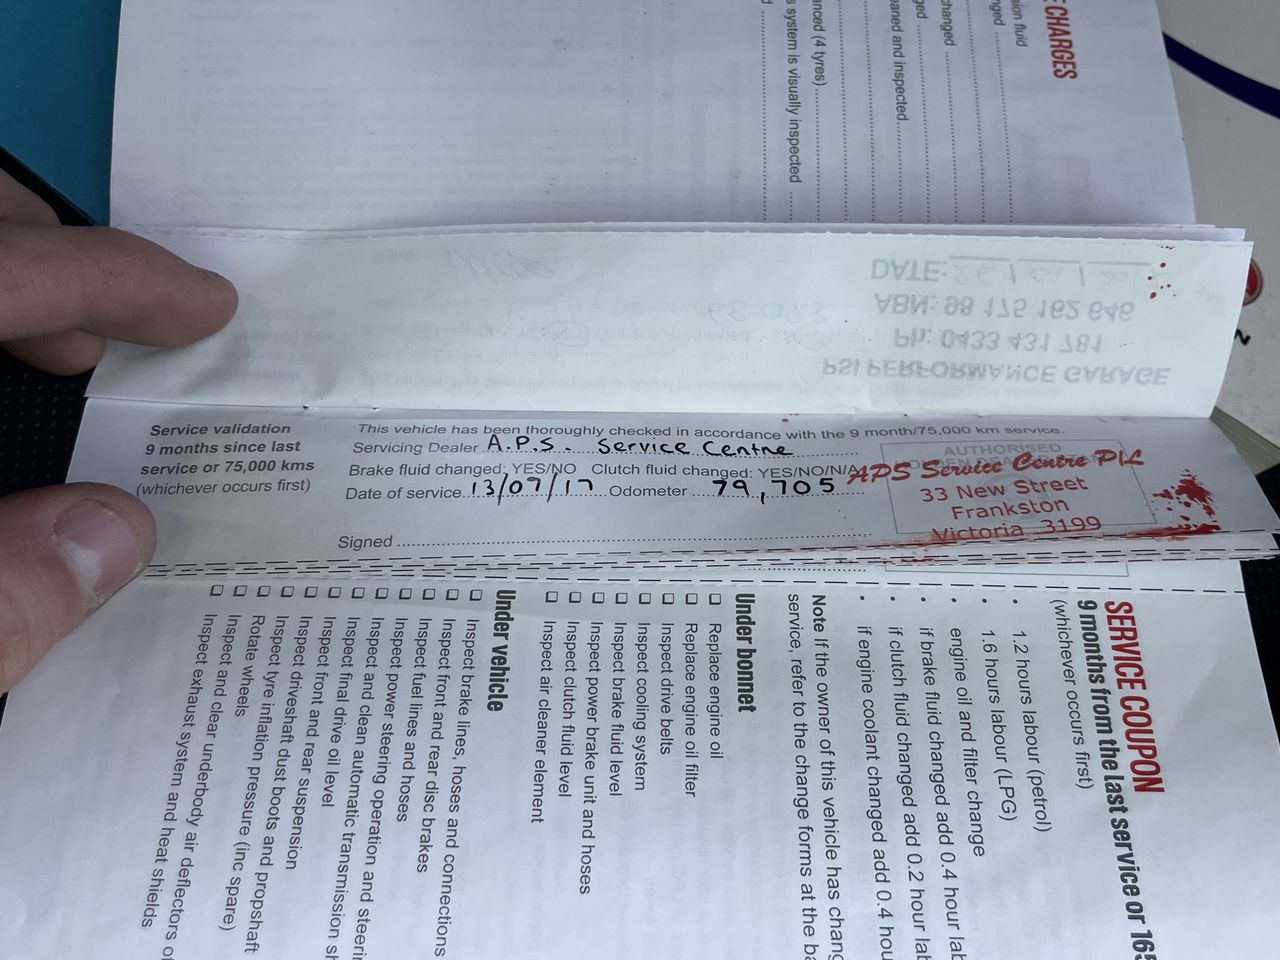 E CHARGES
sion fluid
nged
changed
ged
aned and inspected
anced (4 tyres)
s system is visually inspected
d
DATE: 26 /
ABN: 98 175 162 646
Ph: 0433 431 781
PSI PERFORMANCE GARAGE
Service validation
9 months since last
service or 75,000 kms
(whichever occurs first)
This vehicle has been thoroughly checked in accordance with the 9 month/75,000 km service.
Servicing Dealer A.P.S. Service Centre
Brake fluid changed: YES/NO Clutch fluid changed: YES/NO/N/A
Date of service 13/07/17 Odometer 79,705
Signed
AUTHORISED
APS Service Centre P/L
33 New Street
Frankston
Victoria 3199
SERVICE COUPON
9 months from the last service or 165
(whichever occurs first)
• 1.2 hours labour (petrol)
• 1.6 hours labour (LPG)
• engine oil and filter change
• if brake fluid changed add 0.4 hour lab
• if clutch fluid changed add 0.2 hour lab
• if engine coolant changed add 0.4 hou
Note If the owner of this vehicle has chang
service, refer to the change forms at the ba
Under bonnet
Replace engine oil
Replace engine oil filter
Inspect drive belts
Inspect cooling system
Inspect brake fluid level
Inspect power brake unit and hoses
Inspect clutch fluid level
Inspect air cleaner element
Under vehicle
Inspect brake lines, hoses and connections
Inspect front and rear disc brakes
Inspect fuel lines and hoses
Inspect power steering operation and steerin
Inspect and clean automatic transmission sh
Inspect final drive oil level
Inspect front and rear suspension
Inspect driveshaft dust boots and propshaft
Inspect tyre inflation pressure (inc spare)
Rotate wheels
Inspect and clear underbody air deflectors of
Inspect exhaust system and heat shields